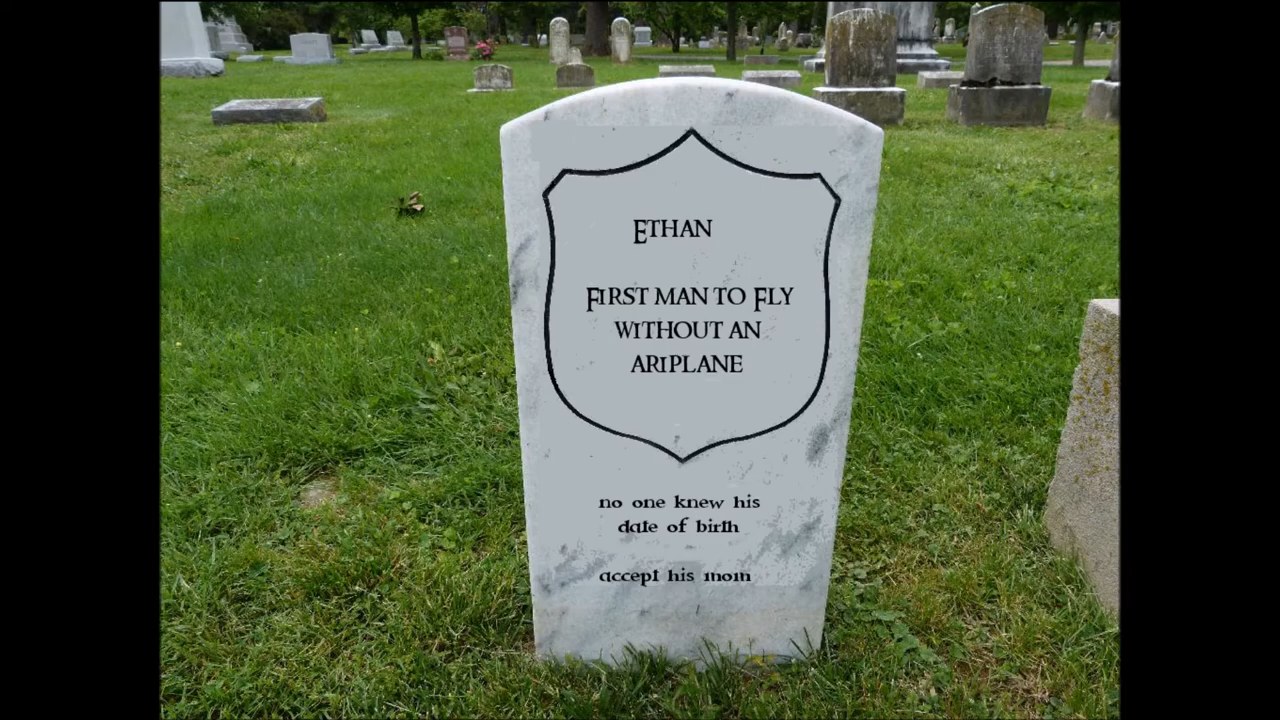 Ethan
First man to Fly
without an
ariplane
no one knew his
date of birth
accept his mom